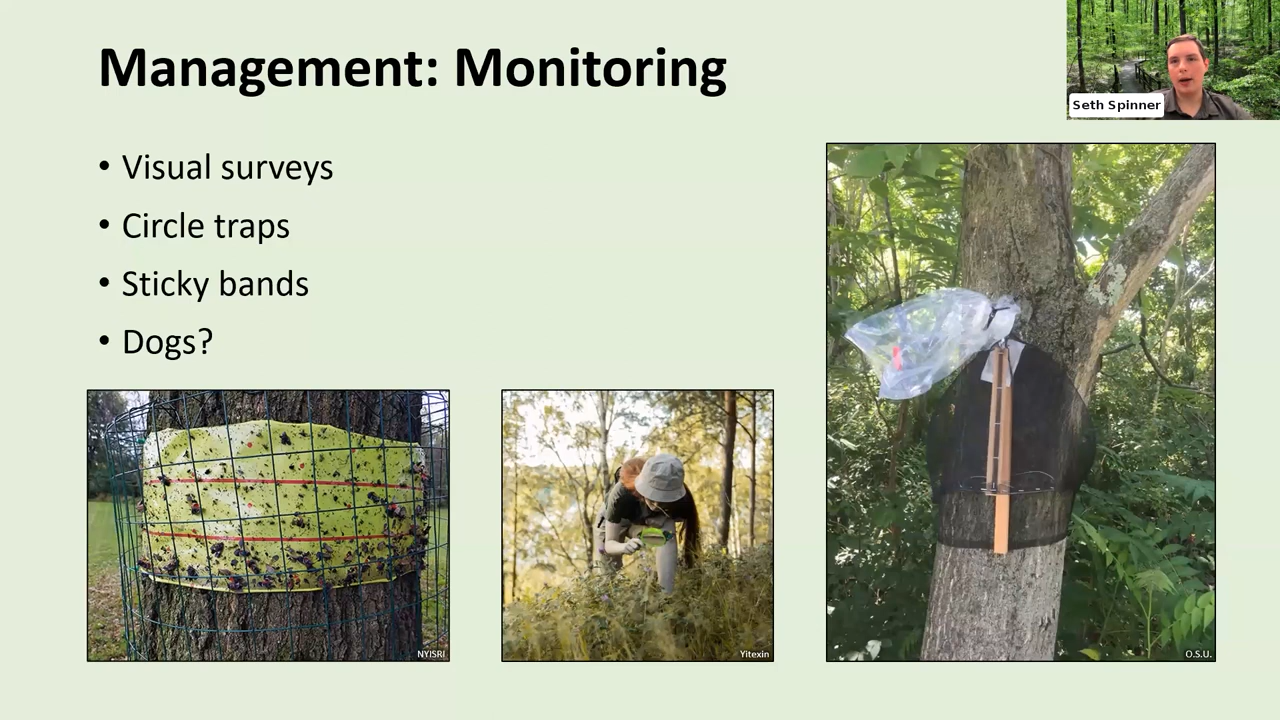 Management: Monitoring
Seth Spinner
• Visual surveys
• Circle traps
• Sticky bands
• Dogs?
NYISRI
Yitexin
O.S.U.